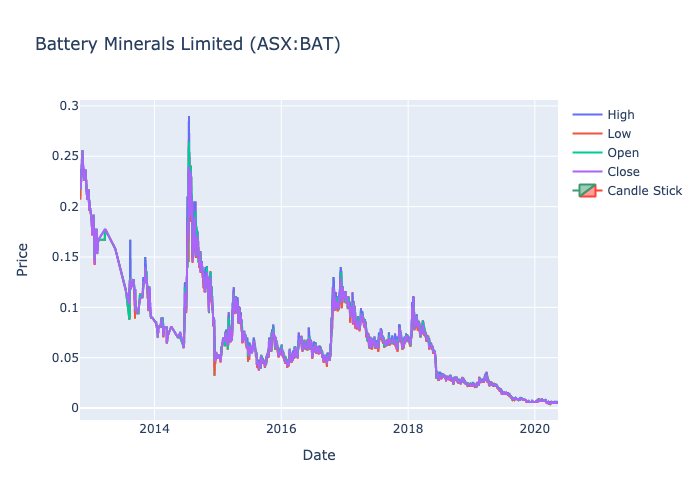 Battery Minerals Limited (ASX:BAT)
0.3
0.25
0.2
0.15
0.1
0.05
0
Price
2014
2016
2018
2020
Date
High
Low
Open
Close
Candle Stick